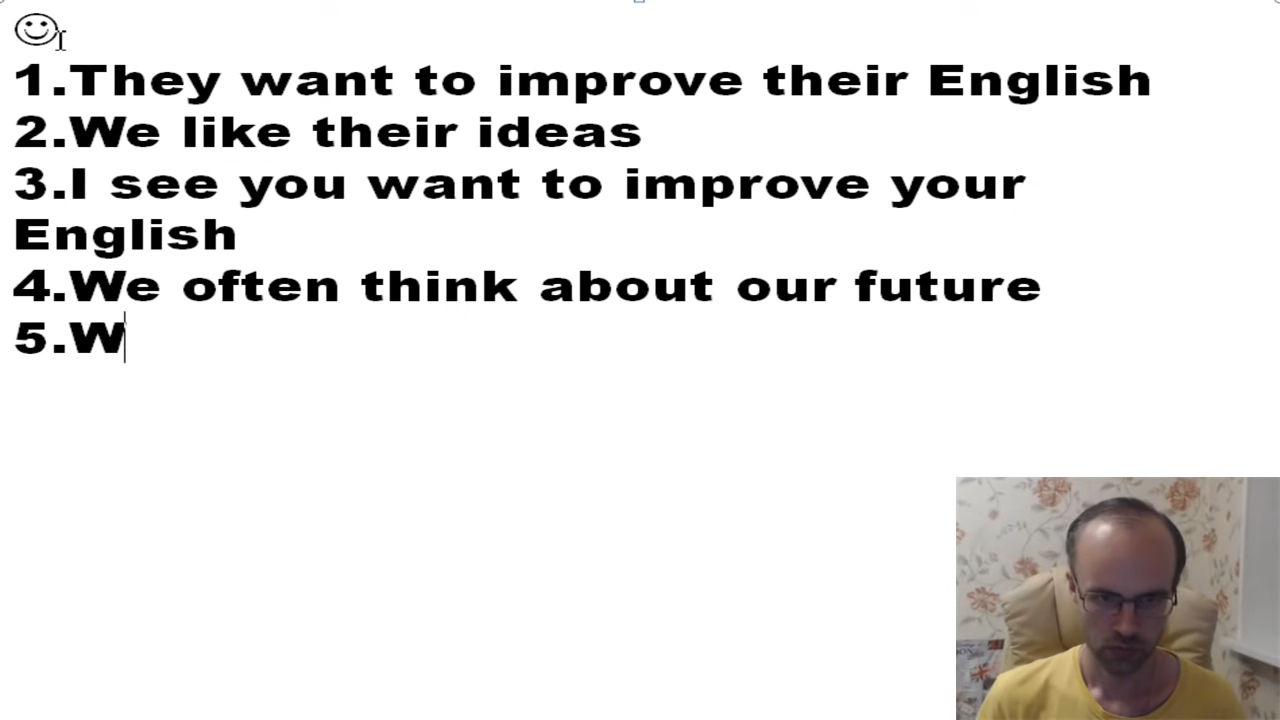 1.They want to improve their English
2.We like their ideas
3.I see you want to improve your
English
4.We often think about our future
5.W